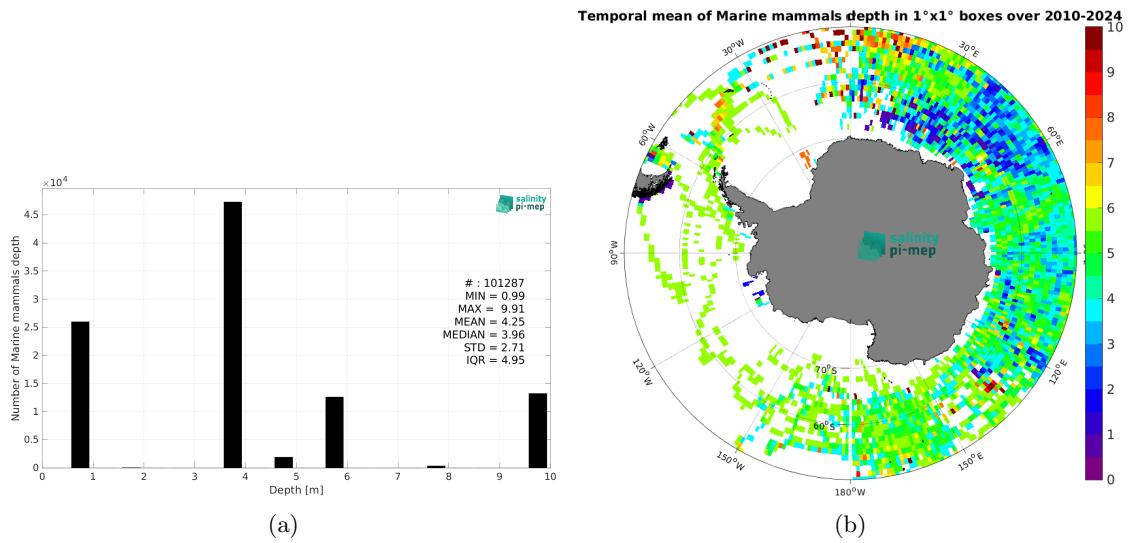 ×10⁴
4.5
4
3.5
3
2.5
2
1.5
1
0.5
0
Number of Marine mammals depth
salinity
pi-mep
# : 101287
MIN = 0.99
MAX = 9.91
MEAN = 4.25
MEDIAN = 3.96
STD = 2.71
IQR = 4.95
0 1 2 3 4 5 6 7 8 9 10
Depth [m]
(a)
Temporal mean of Marine mammals depth in 1°x1° boxes over 2010-2024
30°W
30°E
60°W
60°E
90°W
120°W
120°E
150°W
150°E
180°W
70°S
60°S
salinity
pi-mep
10
9
8
7
6
5
4
3
2
1
0
(b)